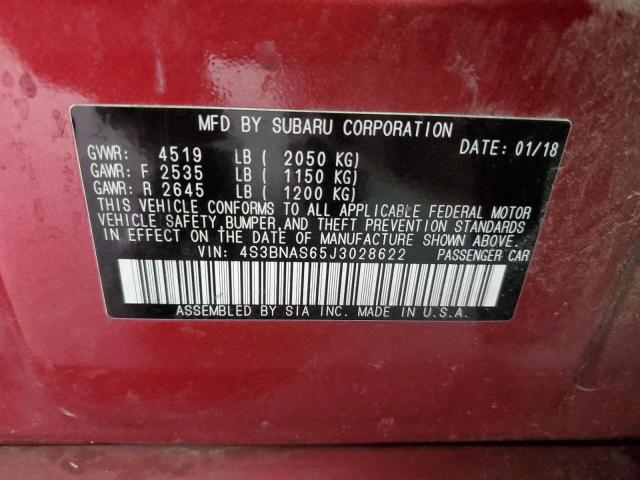 MFD BY SUBARU CORPORATION
DATE: 01/18
GVWR: 4519 LB ( 2050 KG)
GAWR: F 2535 LB ( 1150 KG)
GAWR: R 2645 LB ( 1200 KG)
THIS VEHICLE CONFORMS TO ALL APPLICABLE FEDERAL MOTOR
VEHICLE SAFETY, BUMPER, AND THEFT PREVENTION STANDARDS
IN EFFECT ON THE DATE OF MANUFACTURE SHOWN ABOVE.
VIN: 4S3BNAS65J3028622 PASSENGER CAR
ASSEMBLED BY SIA INC. MADE IN U.S.A.